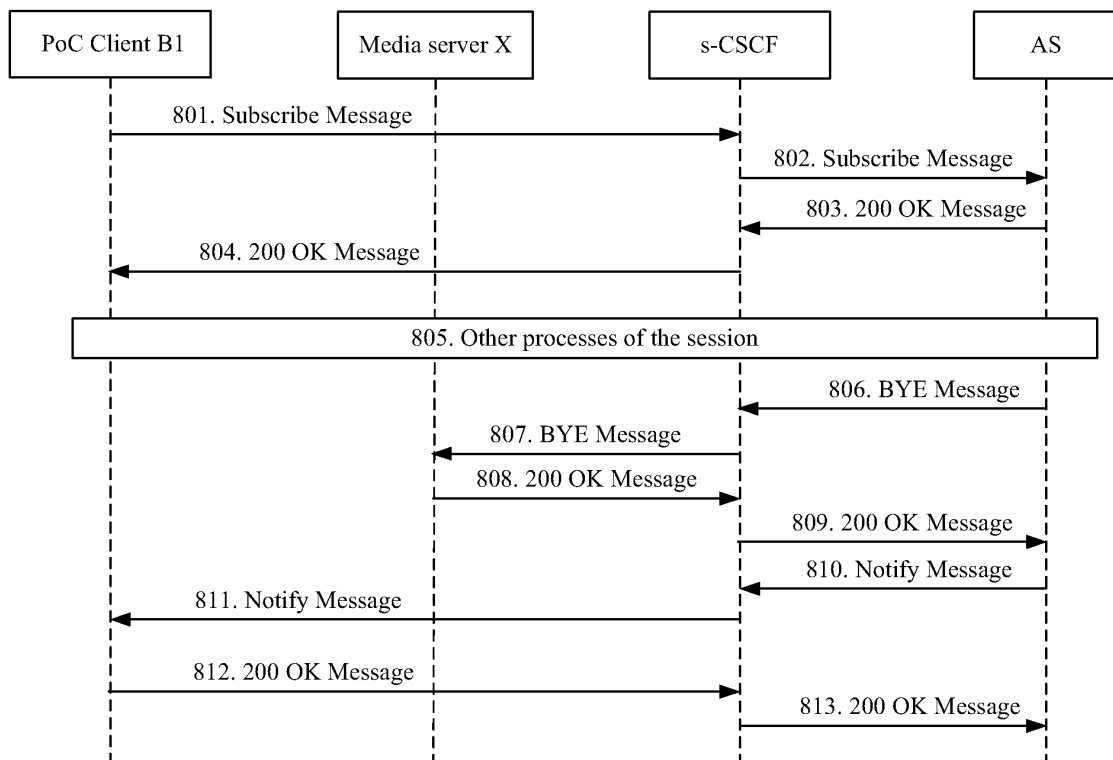 PoC Client B1
Media server X
s-CSCF
AS
801. Subscribe Message
802. Subscribe Message
803. 200 OK Message
804. 200 OK Message
805. Other processes of the session
806. BYE Message
807. BYE Message
808. 200 OK Message
809. 200 OK Message
810. Notify Message
811. Notify Message
812. 200 OK Message
813. 200 OK Message